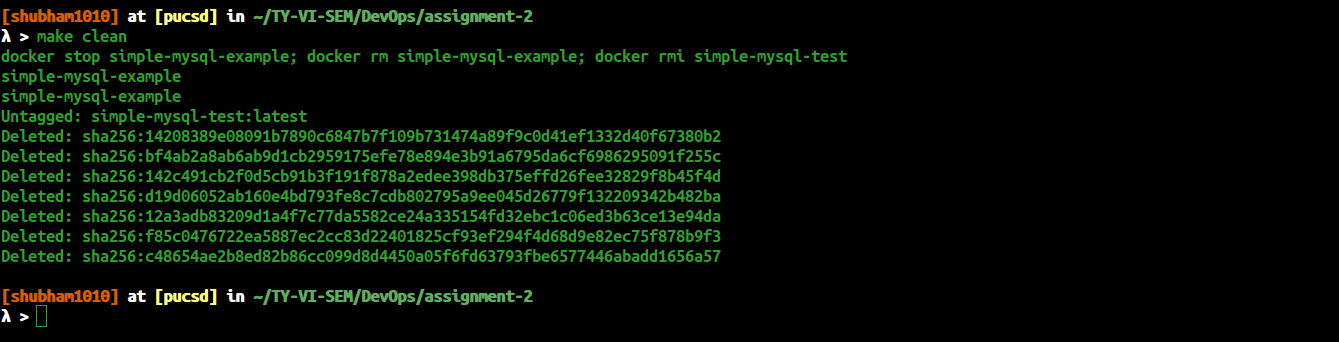 [shubham1010] at [pucsd] in ~/TY-VI-SEM/DevOps/assignment-2
λ > make clean
docker stop simple-mysql-example; docker rm simple-mysql-example; docker rmi simple-mysql-test
simple-mysql-example
simple-mysql-example
Untagged: simple-mysql-test:latest
Deleted: sha256:14208389e08091b7890c6847b7f109b731474a89f9c0d41ef1332d40f67380b2
Deleted: sha256:bf4ab2a8ab6ab9d1cb2959175efe78e894e3b91a6795da6cf6986295091f255c
Deleted: sha256:142c491cb2f0d5cb91b3f191f878a2edee398db375effd26fee32829f8b45f4d
Deleted: sha256:d19d06052ab160e4bd793fe8c7cdb802795a9ee045d26779f132209342b482ba
Deleted: sha256:12a3adb83209d1a4f7c77da5582ce24a335154fd32ebc1c06ed3b63ce13e94da
Deleted: sha256:f85c0476722ea5887ec2cc83d22401825cf93ef294f4d68d9e82ec75f878b9f3
Deleted: sha256:c48654ae2b8ed82b86cc099d8d4450a05f6fd63793fbe6577446abadd1656a57
[shubham1010] at [pucsd] in ~/TY-VI-SEM/DevOps/assignment-2
λ >